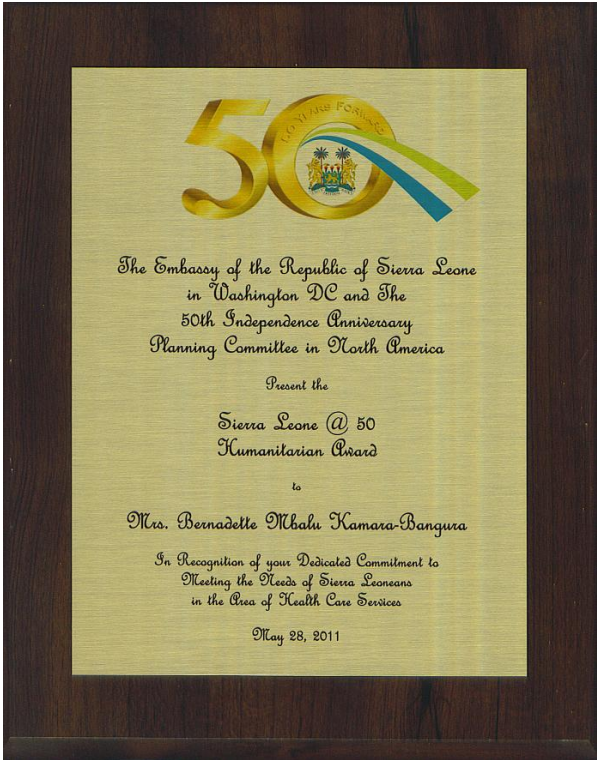 50
50 YEARS FORWARD
The Embassy of the Republic of Sierra Leone
in Washington DC and The
50th Independence Anniversary
Planning Committee in North America
Present the
Sierra Leone @ 50
Humanitarian Award
to
Mrs. Bernadette Mbalu Kamara-Bangura
In Recognition of your Dedicated Commitment to
Meeting the Needs of Sierra Leoneans
in the Area of Health Care Services
May 28, 2011